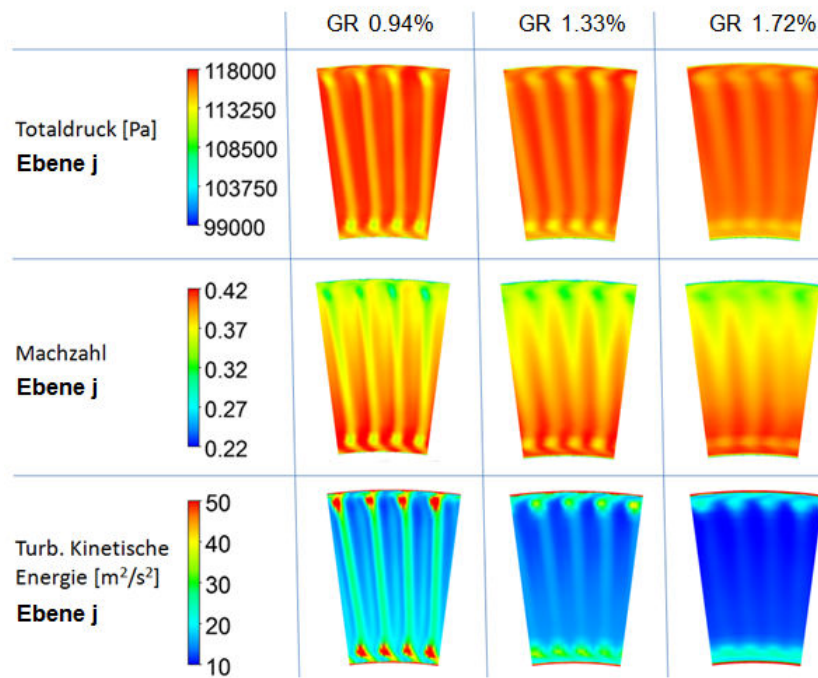 GR 0.94% GR 1.33% GR 1.72%
118000
113250
Totaldruck [Pa]
108500
Ebene j
103750
99000
0.42
0.37
Machzahl
0.32
Ebene j
0.27
0.22
50
40
Turb. Kinetische
30
Energie [m²/s²]
20
Ebene j
10